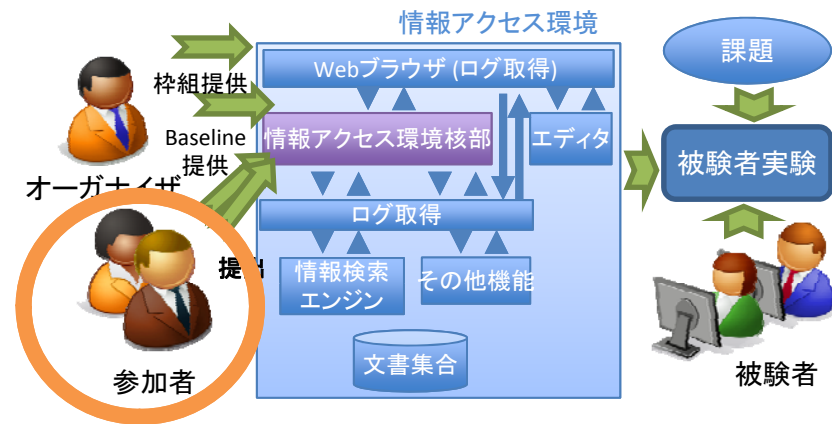 情報アクセス環境
枠組提供
Webブラウザ (ログ取得)
課題
Baseline
提供
情報アクセス環境核部
エディタ
被験者実験
オーガナイザ
ログ取得
提出
情報検索
エンジン
その他機能
文書集合
参加者
被験者